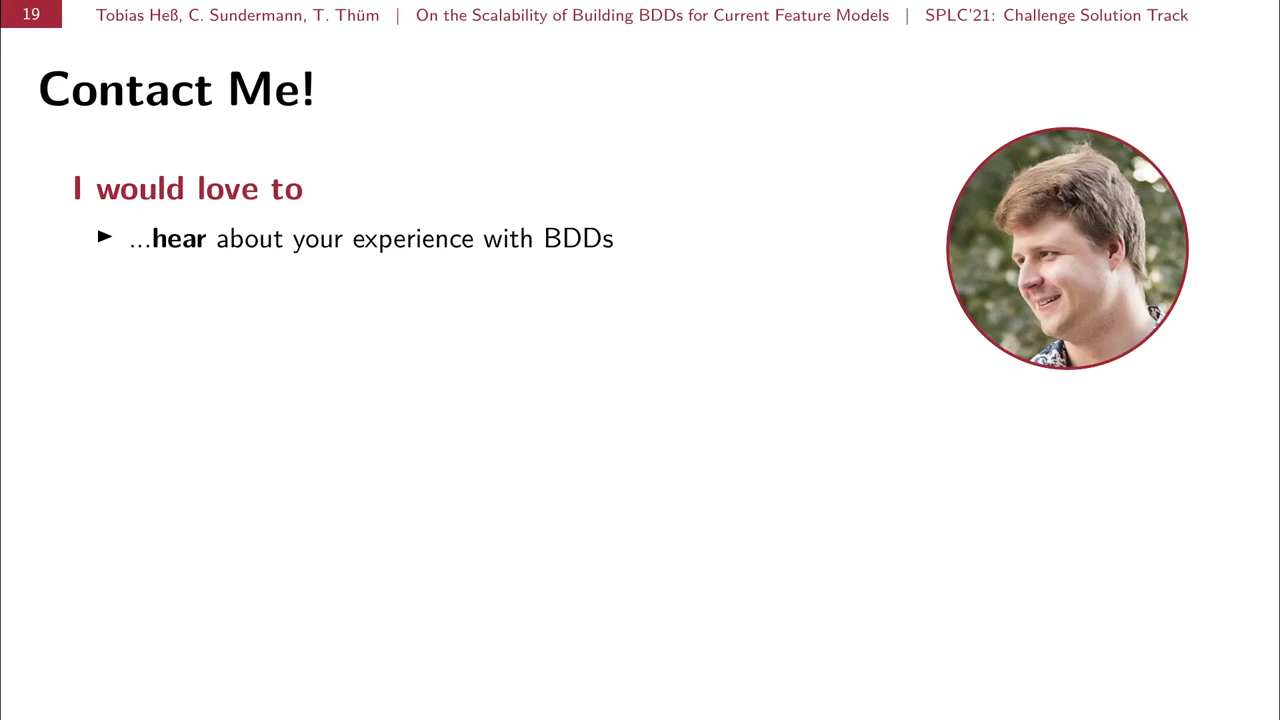 19 Tobias Heß, C. Sundermann, T. Thüm | On the Scalability of Building BDDs for Current Feature Models | SPLC'21: Challenge Solution Track
Contact Me!
I would love to
► ...hear about your experience with BDDs